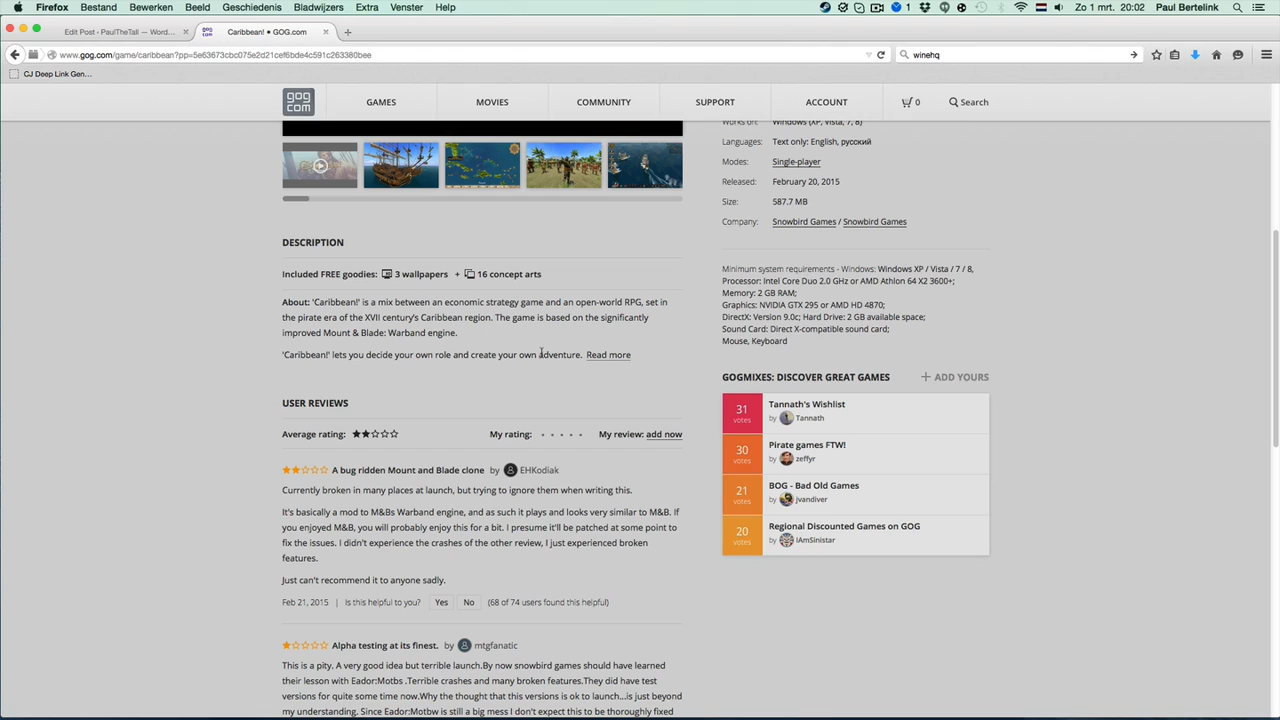 Firefox Bestand Bewerken Beeld Geschiedenis Bladwijzers Extra Venster Help 1 Zo 1 mrt. 20:02 Paul Bertelink
Edit Post ‹ PaulTheTall — Word... × Caribbean! • GOG.com × +
www.gog.com/game/caribbean?pp=5e63673cbc075e2d21cef6bde4c591c263380bee
winehq
CJ Deep Link Gen...
gog com GAMES MOVIES COMMUNITY SUPPORT ACCOUNT 0 Search
Works on: Windows (XP, Vista, 7, 8)
Languages: Text only: English, русский
Modes: Single-player
Released: February 20, 2015
Size: 587.7 MB
Company: Snowbird Games / Snowbird Games
DESCRIPTION
Included FREE goodies: 3 wallpapers + 16 concept arts
About: 'Caribbean!' is a mix between an economic strategy game and an open-world RPG, set in
the pirate era of the XVII century's Caribbean region. The game is based on the significantly
improved Mount & Blade: Warband engine.
'Caribbean!' lets you decide your own role and create your own adventure. Read more
Minimum system requirements - Windows: Windows XP / Vista / 7 / 8,
Processor: Intel Core Duo 2.0 GHz or AMD Athlon 64 X2 3600+;
Memory: 2 GB RAM;
Graphics: NVIDIA GTX 295 or AMD HD 4870;
DirectX: Version 9.0c; Hard Drive: 2 GB available space;
Sound Card: Direct X-compatible sound card;
Mouse, Keyboard
USER REVIEWS
Average rating: ★★☆☆☆ My rating: • • • • • My review: add now
★★☆☆☆ A bug ridden Mount and Blade clone by EHKodiak
Currently broken in many places at launch, but trying to ignore them when writing this.
It's basically a mod to M&Bs Warband engine, and as such it plays and looks very similar to M&B. If
you enjoyed M&B, you will probably enjoy this for a bit. I presume it'll be patched at some point to
fix the issues. I didn't experience the crashes of the other review, I just experienced broken
features.
Just can't recommend it to anyone sadly.
Feb 21, 2015 | Is this helpful to you? Yes No (68 of 74 users found this helpful)
★☆☆☆☆ Alpha testing at its finest. by mtgfanatic
This is a pity. A very good idea but terrible launch.By now snowbird games should have learned
their lesson with Eador:Motbs .Terrible crashes and many broken features.They did have test
versions for quite some time now.Why the thought that this versions is ok to launch...is just beyond
my understanding. Since Eador:Motbw is still a big mess I don't expect this to be thoroughly fixed
GOGMIXES: DISCOVER GREAT GAMES + ADD YOURS
31 votes Tannath's Wishlist
by Tannath
30 votes Pirate games FTW!
by zeffyr
21 votes BOG - Bad Old Games
by jvandiver
20 votes Regional Discounted Games on GOG
by IAmSinistar